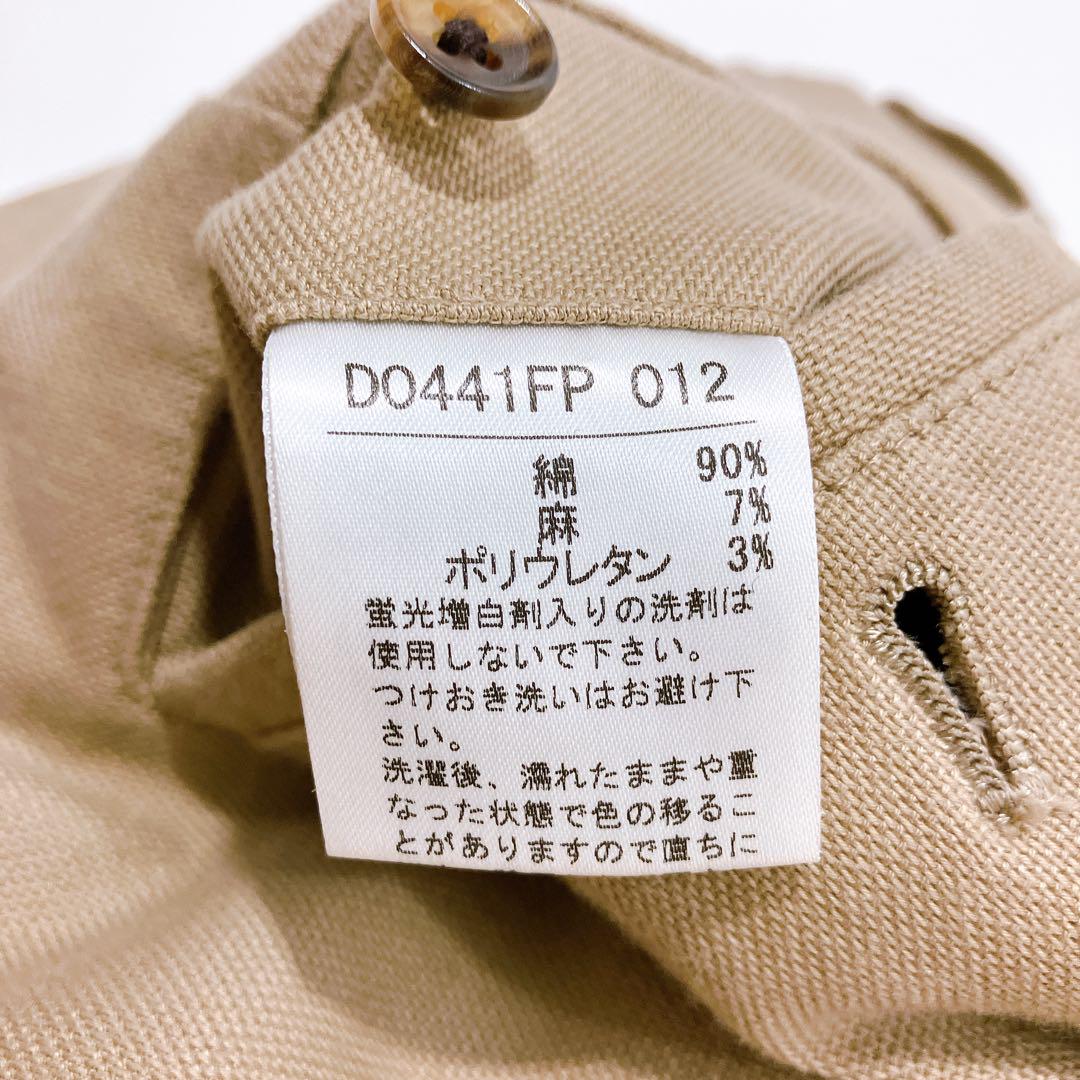 D0441FP 012
綿 90%
麻 7%
ポリウレタン 3%
蛍光増白剤入りの洗剤は
使用しないで下さい。
つけおき洗いはお避け下
さい。
洗濯後、濡れたままや重
なった状態で色の移るこ
とがありますので直ちに